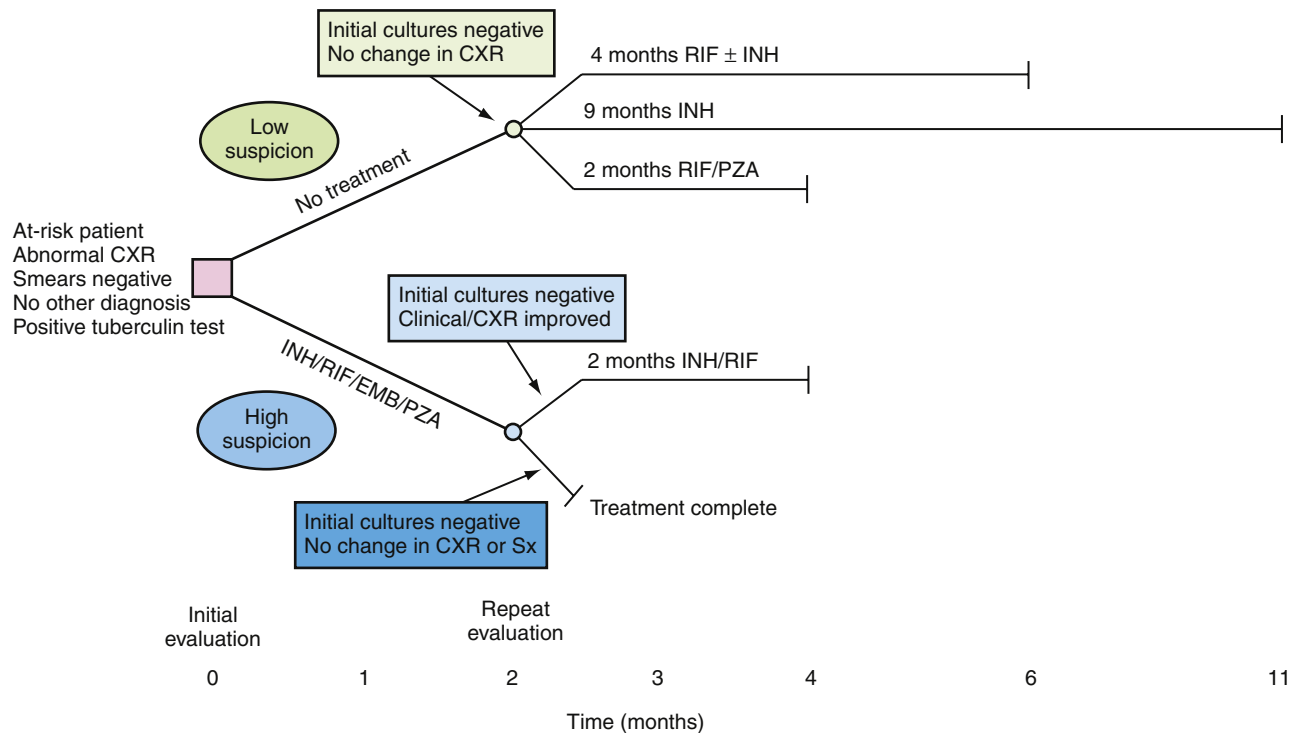 Initial cultures negative
No change in CXR
4 months RIF ± INH
9 months INH
2 months RIF/PZA
Low
suspicion
No treatment
At-risk patient
Abnormal CXR
Smears negative
No other diagnosis
Positive tuberculin test
Initial cultures negative
Clinical/CXR improved
2 months INH/RIF
INH/RIF/EMB/PZA
High
suspicion
Initial cultures negative
No change in CXR or Sx
Treatment complete
Initial
evaluation
Repeat
evaluation
0 1 2 3 4 6 11
Time (months)